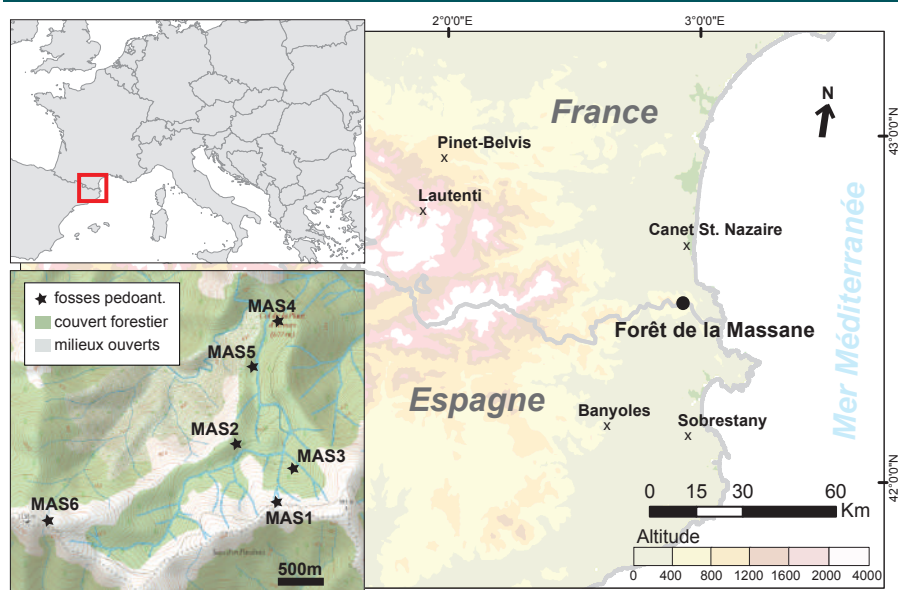 2°0'0"E
3°0'0"E
N
France
43°0'0"N
Pinet-Belvis
Lautenti
Canet St. Nazaire
Mer Méditerranée
Forêt de la Massane
Espagne
Banyoles
Sobrestany
42°0'0"N
0 15 30 60
Km
Altitude
0 400 800 1200 1600 2000 4000
fosses pedoant.
couvert forestier
milieux ouverts
MAS4
MAS5
MAS2
MAS3
MAS6
MAS1
500m